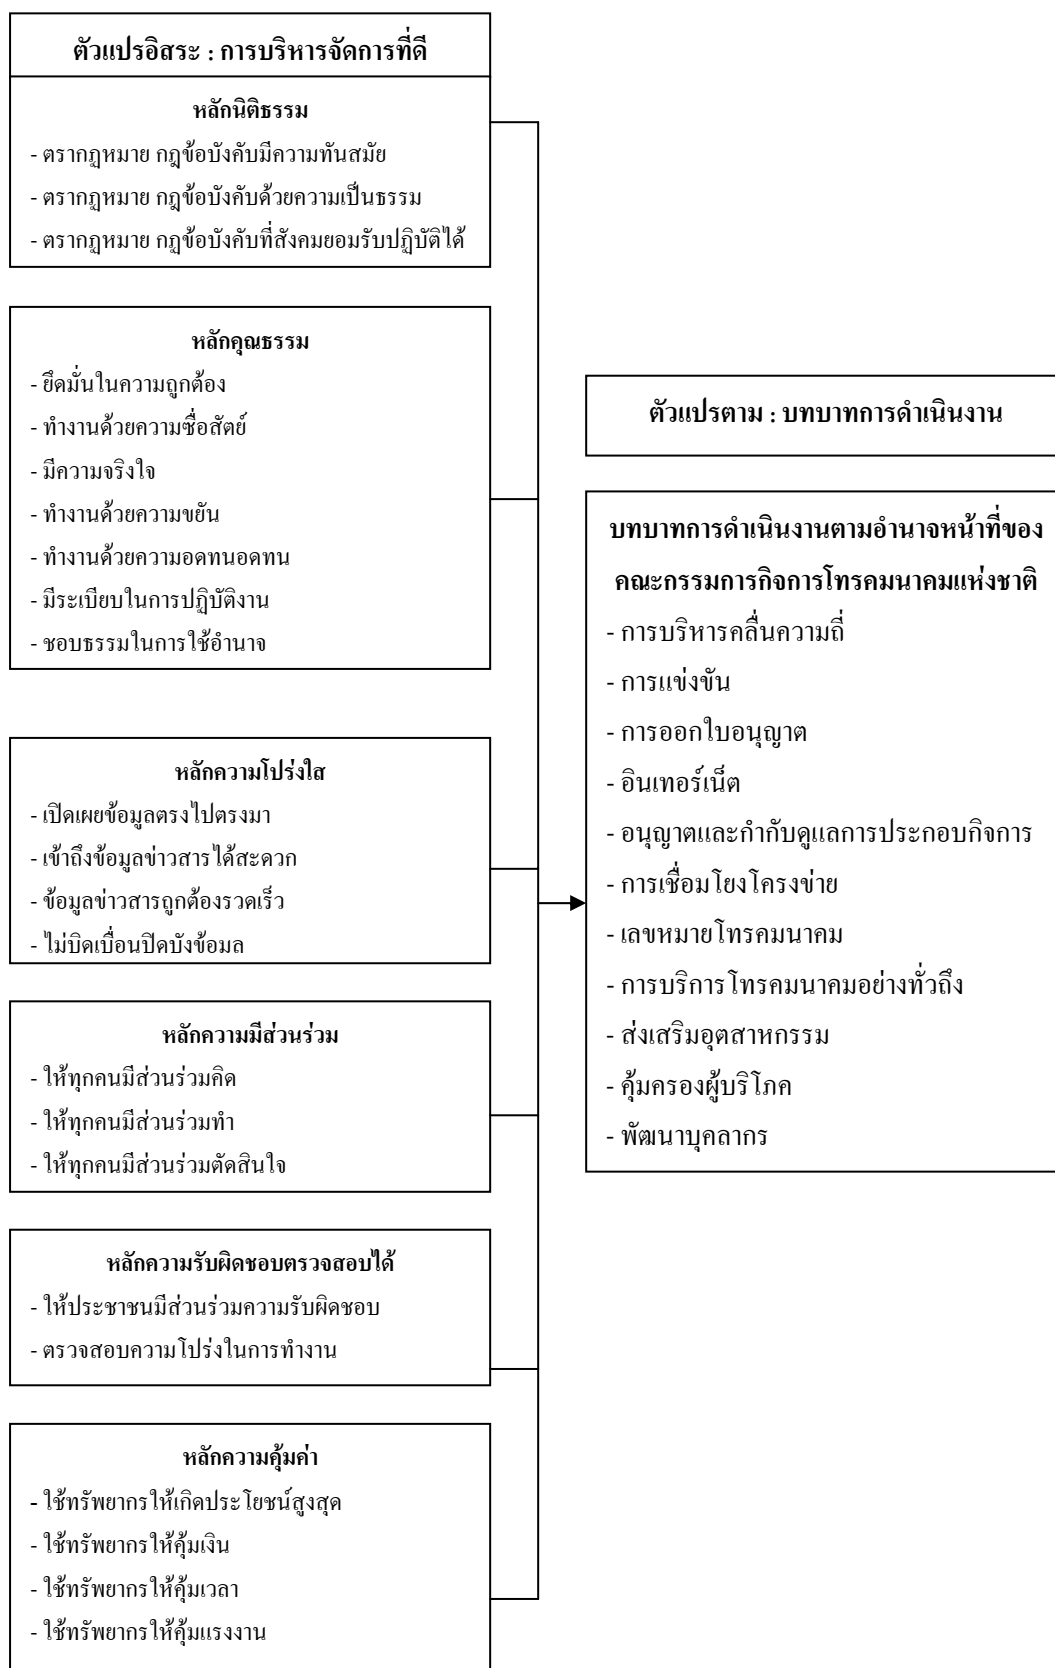 ตัวแปรอิสระ : การบริหารจัดการที่ดี
หลักนิติธรรม
- ตรากฎหมาย กฎข้อบังคับมีความทันสมัย
- ตรากฎหมาย กฎข้อบังคับด้วยความเป็นธรรม
- ตรากฎหมาย กฎข้อบังคับที่สังคมยอมรับปฏิบัติได้
หลักคุณธรรม
- ยึดมั่นในความถูกต้อง
- ทำงานด้วยความซื่อสัตย์
- มีความจริงใจ
- ทำงานด้วยความขยัน
- ทำงานด้วยความอดทนอดทน
- มีระเบียบในการปฏิบัติงาน
- ชอบธรรมในการใช้อำนาจ
หลักความโปร่งใส
- เปิดเผยข้อมูลตรงไปตรงมา
- เข้าถึงข้อมูลข่าวสารได้สะดวก
- ข้อมูลข่าวสารถูกต้องรวดเร็ว
- ไม่บิดเบื่อนปิดบังข้อมล
หลักความมีส่วนร่วม
- ให้ทุกคนมีส่วนร่วมคิด
- ให้ทุกคนมีส่วนร่วมทำ
- ให้ทุกคนมีส่วนร่วมตัดสินใจ
หลักความรับผิดชอบตรวจสอบได้
- ให้ประชาชนมีส่วนร่วมความรับผิดชอบ
- ตรวจสอบความโปร่งในการทำงาน
หลักความคุ้มค่า
- ใช้ทรัพยากรให้เกิดประโยชน์สูงสุด
- ใช้ทรัพยากรให้คุ้มเงิน
- ใช้ทรัพยากรให้คุ้มเวลา
- ใช้ทรัพยากรให้คุ้มแรงงาน
ตัวแปรตาม : บทบาทการดำเนินงาน
บทบาทการดำเนินงานตามอำนาจหน้าที่ของ
คณะกรรมการกิจการโทรคมนาคมแห่งชาติ
- การบริหารคลื่นความถี่
- การแข่งขัน
- การออกใบอนุญาต
- อินเทอร์เน็ต
- อนุญาตและกำกับดูแลการประกอบกิจการ
- การเชื่อมโยงโครงข่าย
- เลขหมายโทรคมนาคม
- การบริการโทรคมนาคมอย่างทั่วถึง
- ส่งเสริมอุตสาหกรรม
- คุ้มครองผู้บริโภค
- พัฒนาบุคลากร